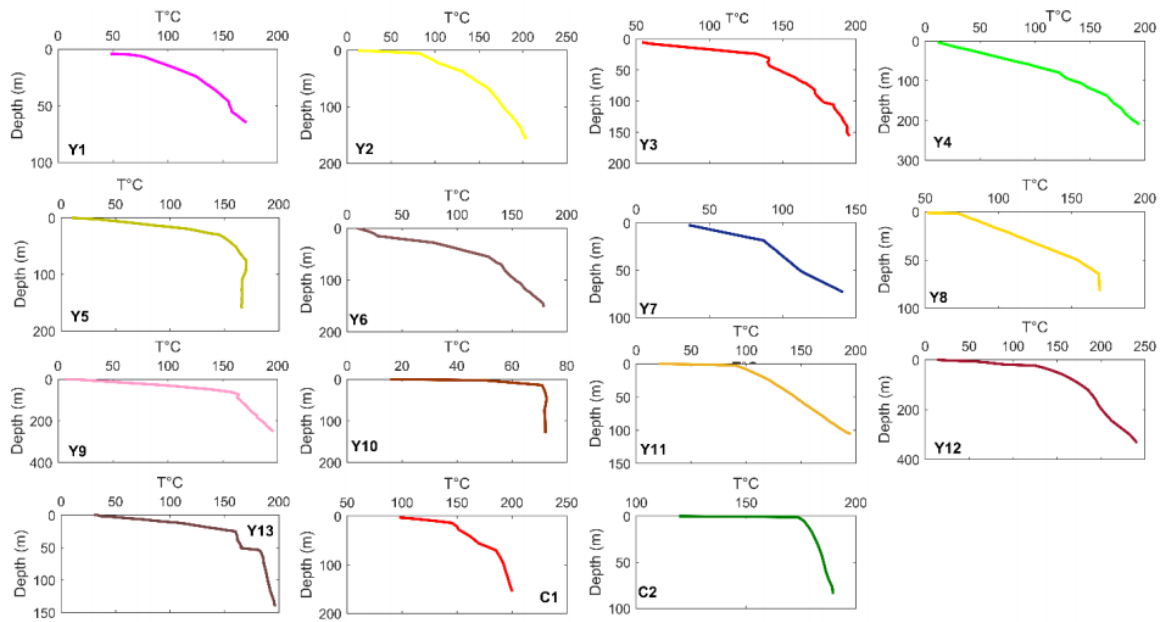 T°C T°C T°C T°C
0 50 100 150 200 0 50 100 150 200 250 50 100 150 200 0 50 100 150 200
Depth (m) 0 50 100 Y1
Depth (m) 0 100 200 Y2
Depth (m) 0 50 100 150 200 Y3
Depth (m) 0 100 200 300 Y4
T°C T°C T°C T°C
0 50 100 150 200 0 50 100 150 200 0 50 100 150 50 100 150 200
Depth (m) 0 100 200 Y5
Depth (m) 0 100 200 Y6
Depth (m) 0 50 100 Y7
Depth (m) 0 50 100 Y8
T°C T°C T°C T°C
0 50 100 150 200 0 20 40 60 80 0 50 100 150 200 0 50 100 150 200 250
Depth (m) 0 200 400 Y9
Depth (m) 0 100 200 Y10
Depth (m) 0 50 100 150 Y11
Depth (m) 0 200 400 Y12
T°C T°C T°C
0 50 100 150 200 50 100 150 200 250 100 150 200
Depth (m) 0 50 100 150 Y13
Depth (m) 0 100 200 C1
Depth (m) 0 50 100 C2